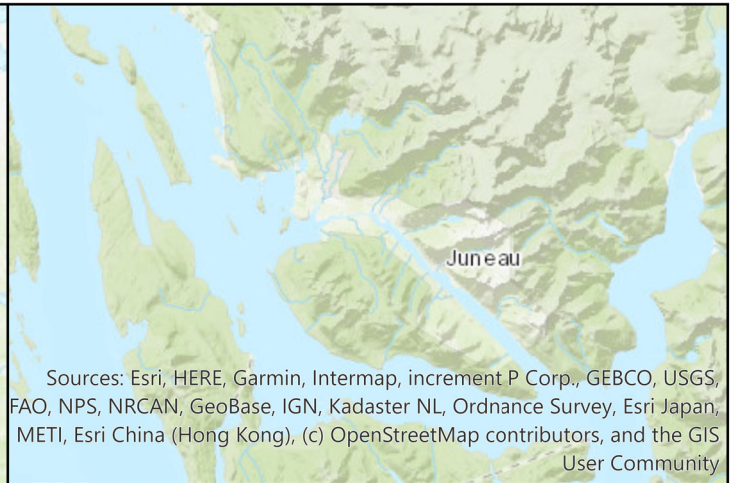 Juneau
Sources: Esri, HERE, Garmin, Intermap, increment P Corp., GEBCO, USGS,
FAO, NPS, NRCAN, GeoBase, IGN, Kadaster NL, Ordnance Survey, Esri Japan,
METI, Esri China (Hong Kong), (c) OpenStreetMap contributors, and the GIS
User Community